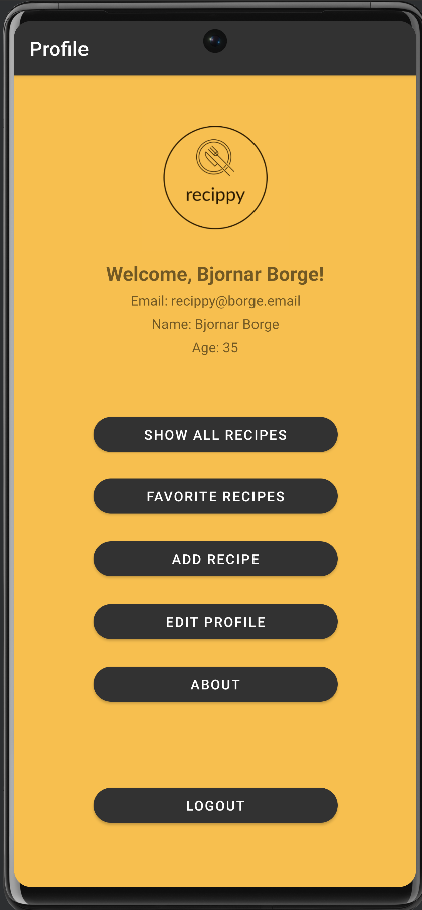 Profile
recippy
Welcome, Bjornar Borge!
Email: recippy@borge.email
Name: Bjornar Borge
Age: 35
SHOW ALL RECIPES
FAVORITE RECIPES
ADD RECIPE
EDIT PROFILE
ABOUT
LOGOUT